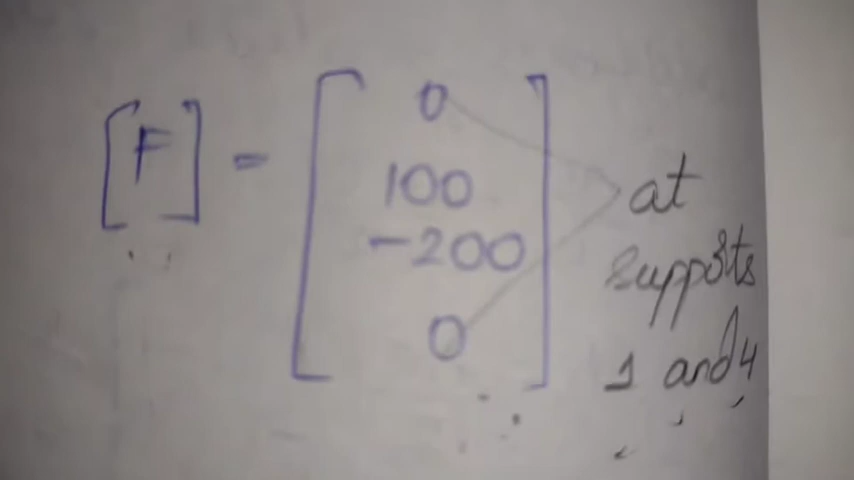 [F] = [ 0
100
-200
0 ]
at
supports
1 and 4